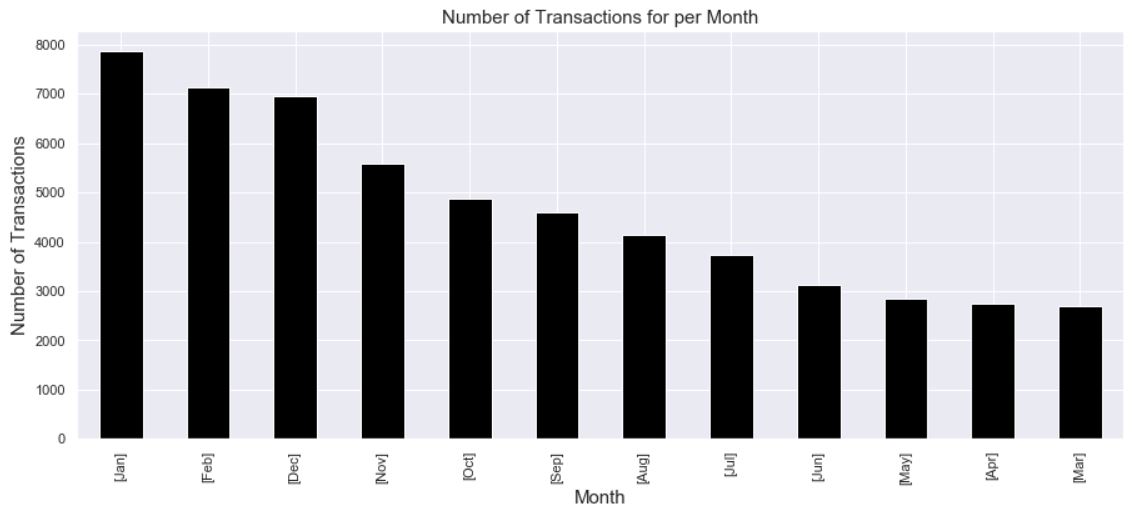 Number of Transactions for per Month
Number of Transactions
8000
7000
6000
5000
4000
3000
2000
1000
0
[Jan]
[Feb]
[Dec]
[Nov]
[Oct]
[Sep]
[Aug]
[Jul]
[Jun]
[May]
[Apr]
[Mar]
Month